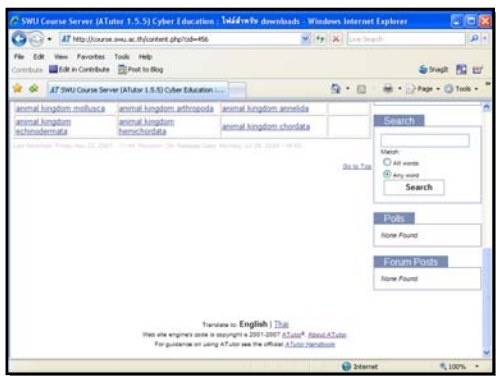 SWU Course Server (ATutor 1.5.5) Cyber Education : ไฟล์สำหรับ downloads - Windows Internet Explorer
http://course.swu.ac.th/content.php?cid=456
Live Search
File Edit View Favorites Tools Help
Contribute Edit in Contribute Post to Blog
SnagIt
SWU Course Server (ATutor 1.5.5) Cyber Education :...
Page Tools
animal kingdom mollusca animal kingdom arthropoda animal kingdom annelida
animal kingdom echinodermata
animal kingdom hemichordata
animal kingdom chordata
Go to Top
Search
Match:
All words
Any word
Search
Polls
None Found
Forum Posts
None Found
Translate to English | Thai
Web site engine's code is copyright © 2001-2007 ATutor®. About ATutor
For guidance on using ATutor see the official ATutor Handbook
Internet
100%